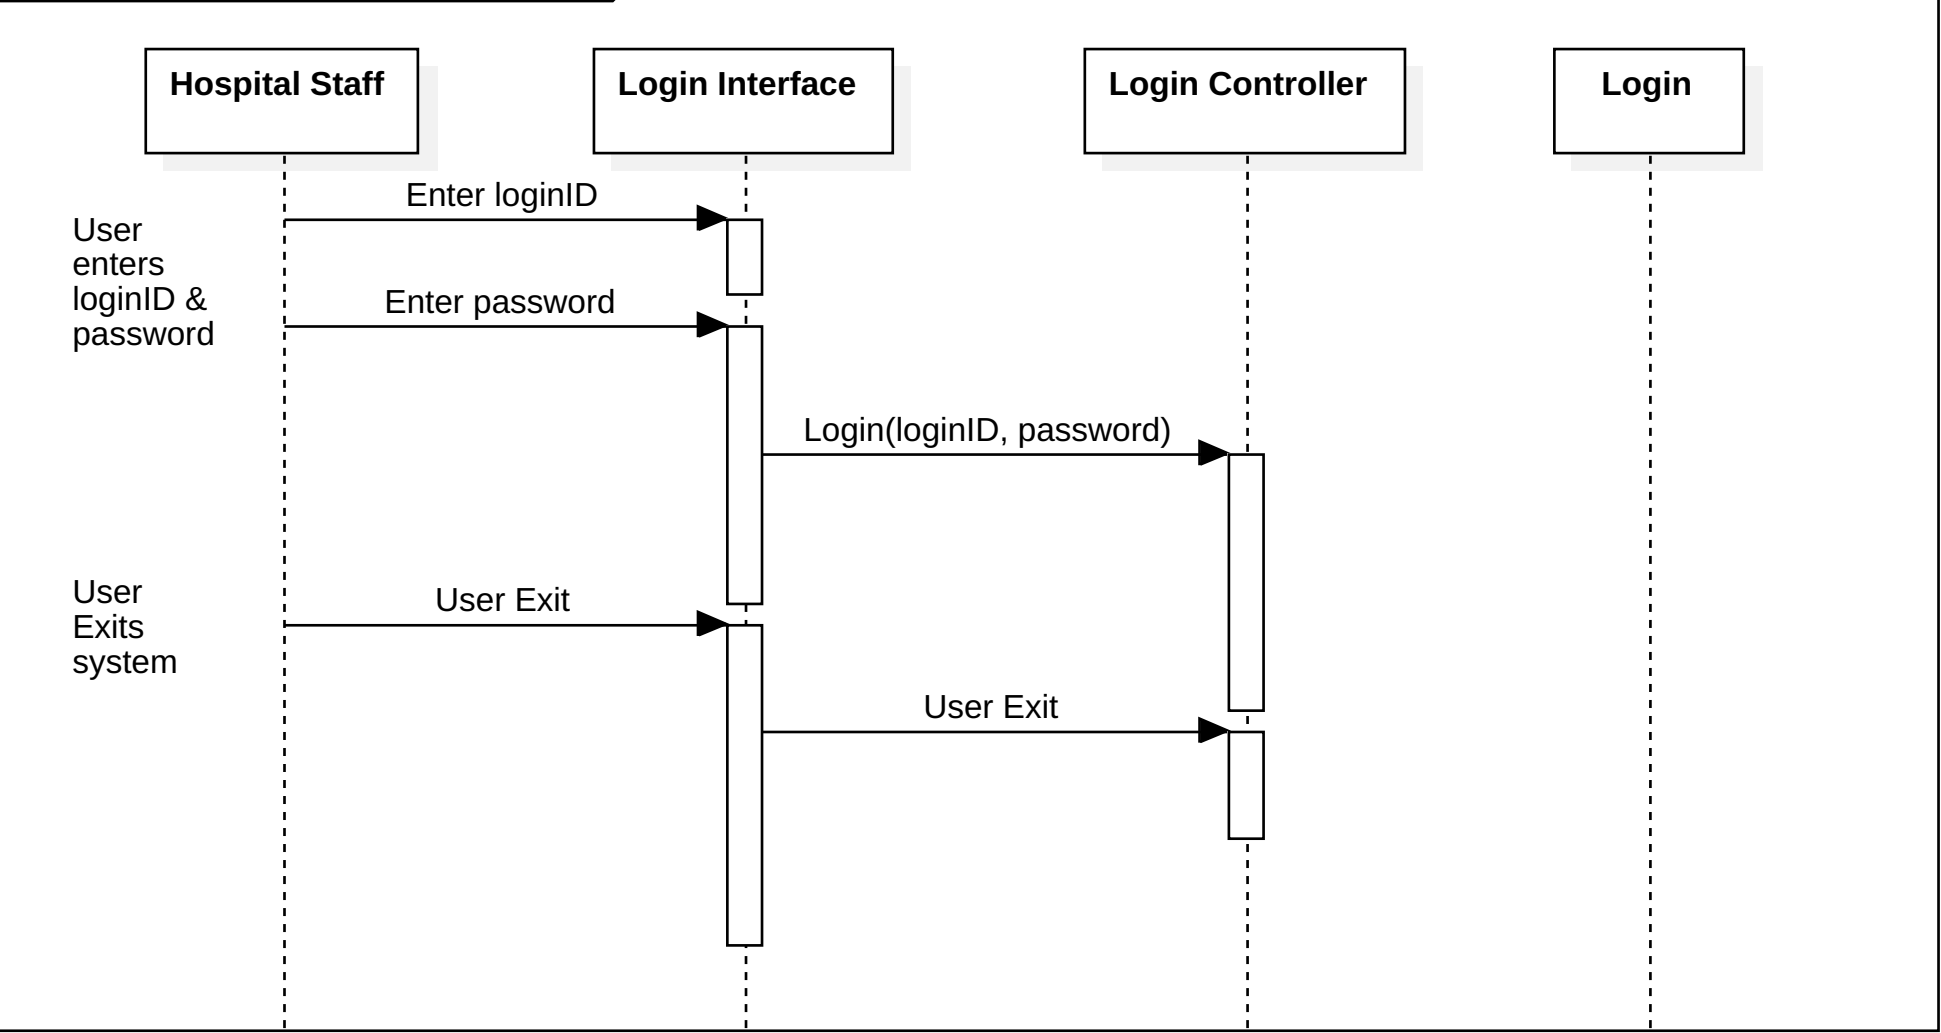 Hospital Staff
Login Interface
Login Controller
Login
Enter loginID
User
enters
loginID &
password
Enter password
Login(loginID, password)
User
Exits
system
User Exit
User Exit